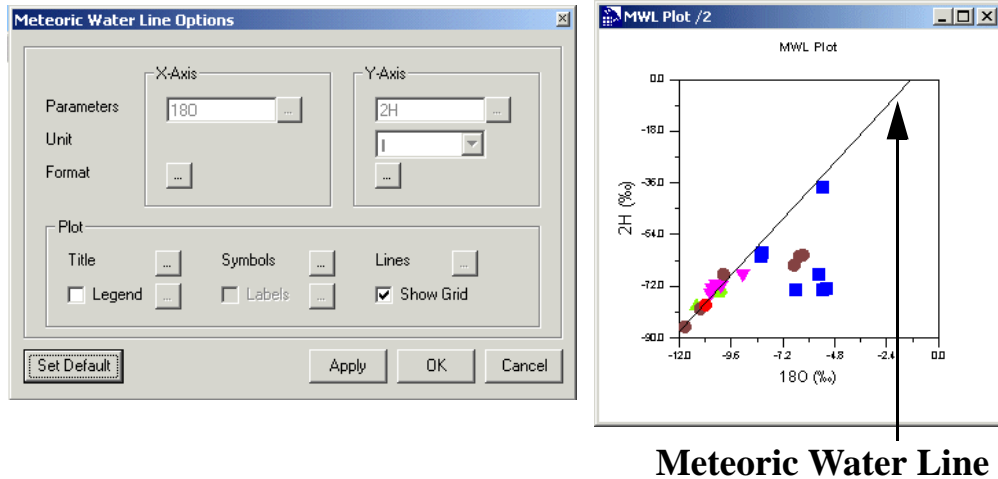 Meteoric Water Line Options
X-Axis
Y-Axis
Parameters
18O
...
2H
...
Unit
Format
...
...
Plot
Title
...
Symbols
...
Lines
...
Legend
...
Labels
...
Show Grid
Set Default
Apply
OK
Cancel
MWL Plot /2
MWL Plot
0.0
-18.0
-36.0
-54.0
-72.0
-90.0
2H (‰)
-12.0
-9.6
-7.2
-4.8
-2.4
0.0
18O (‰)
Meteoric Water Line